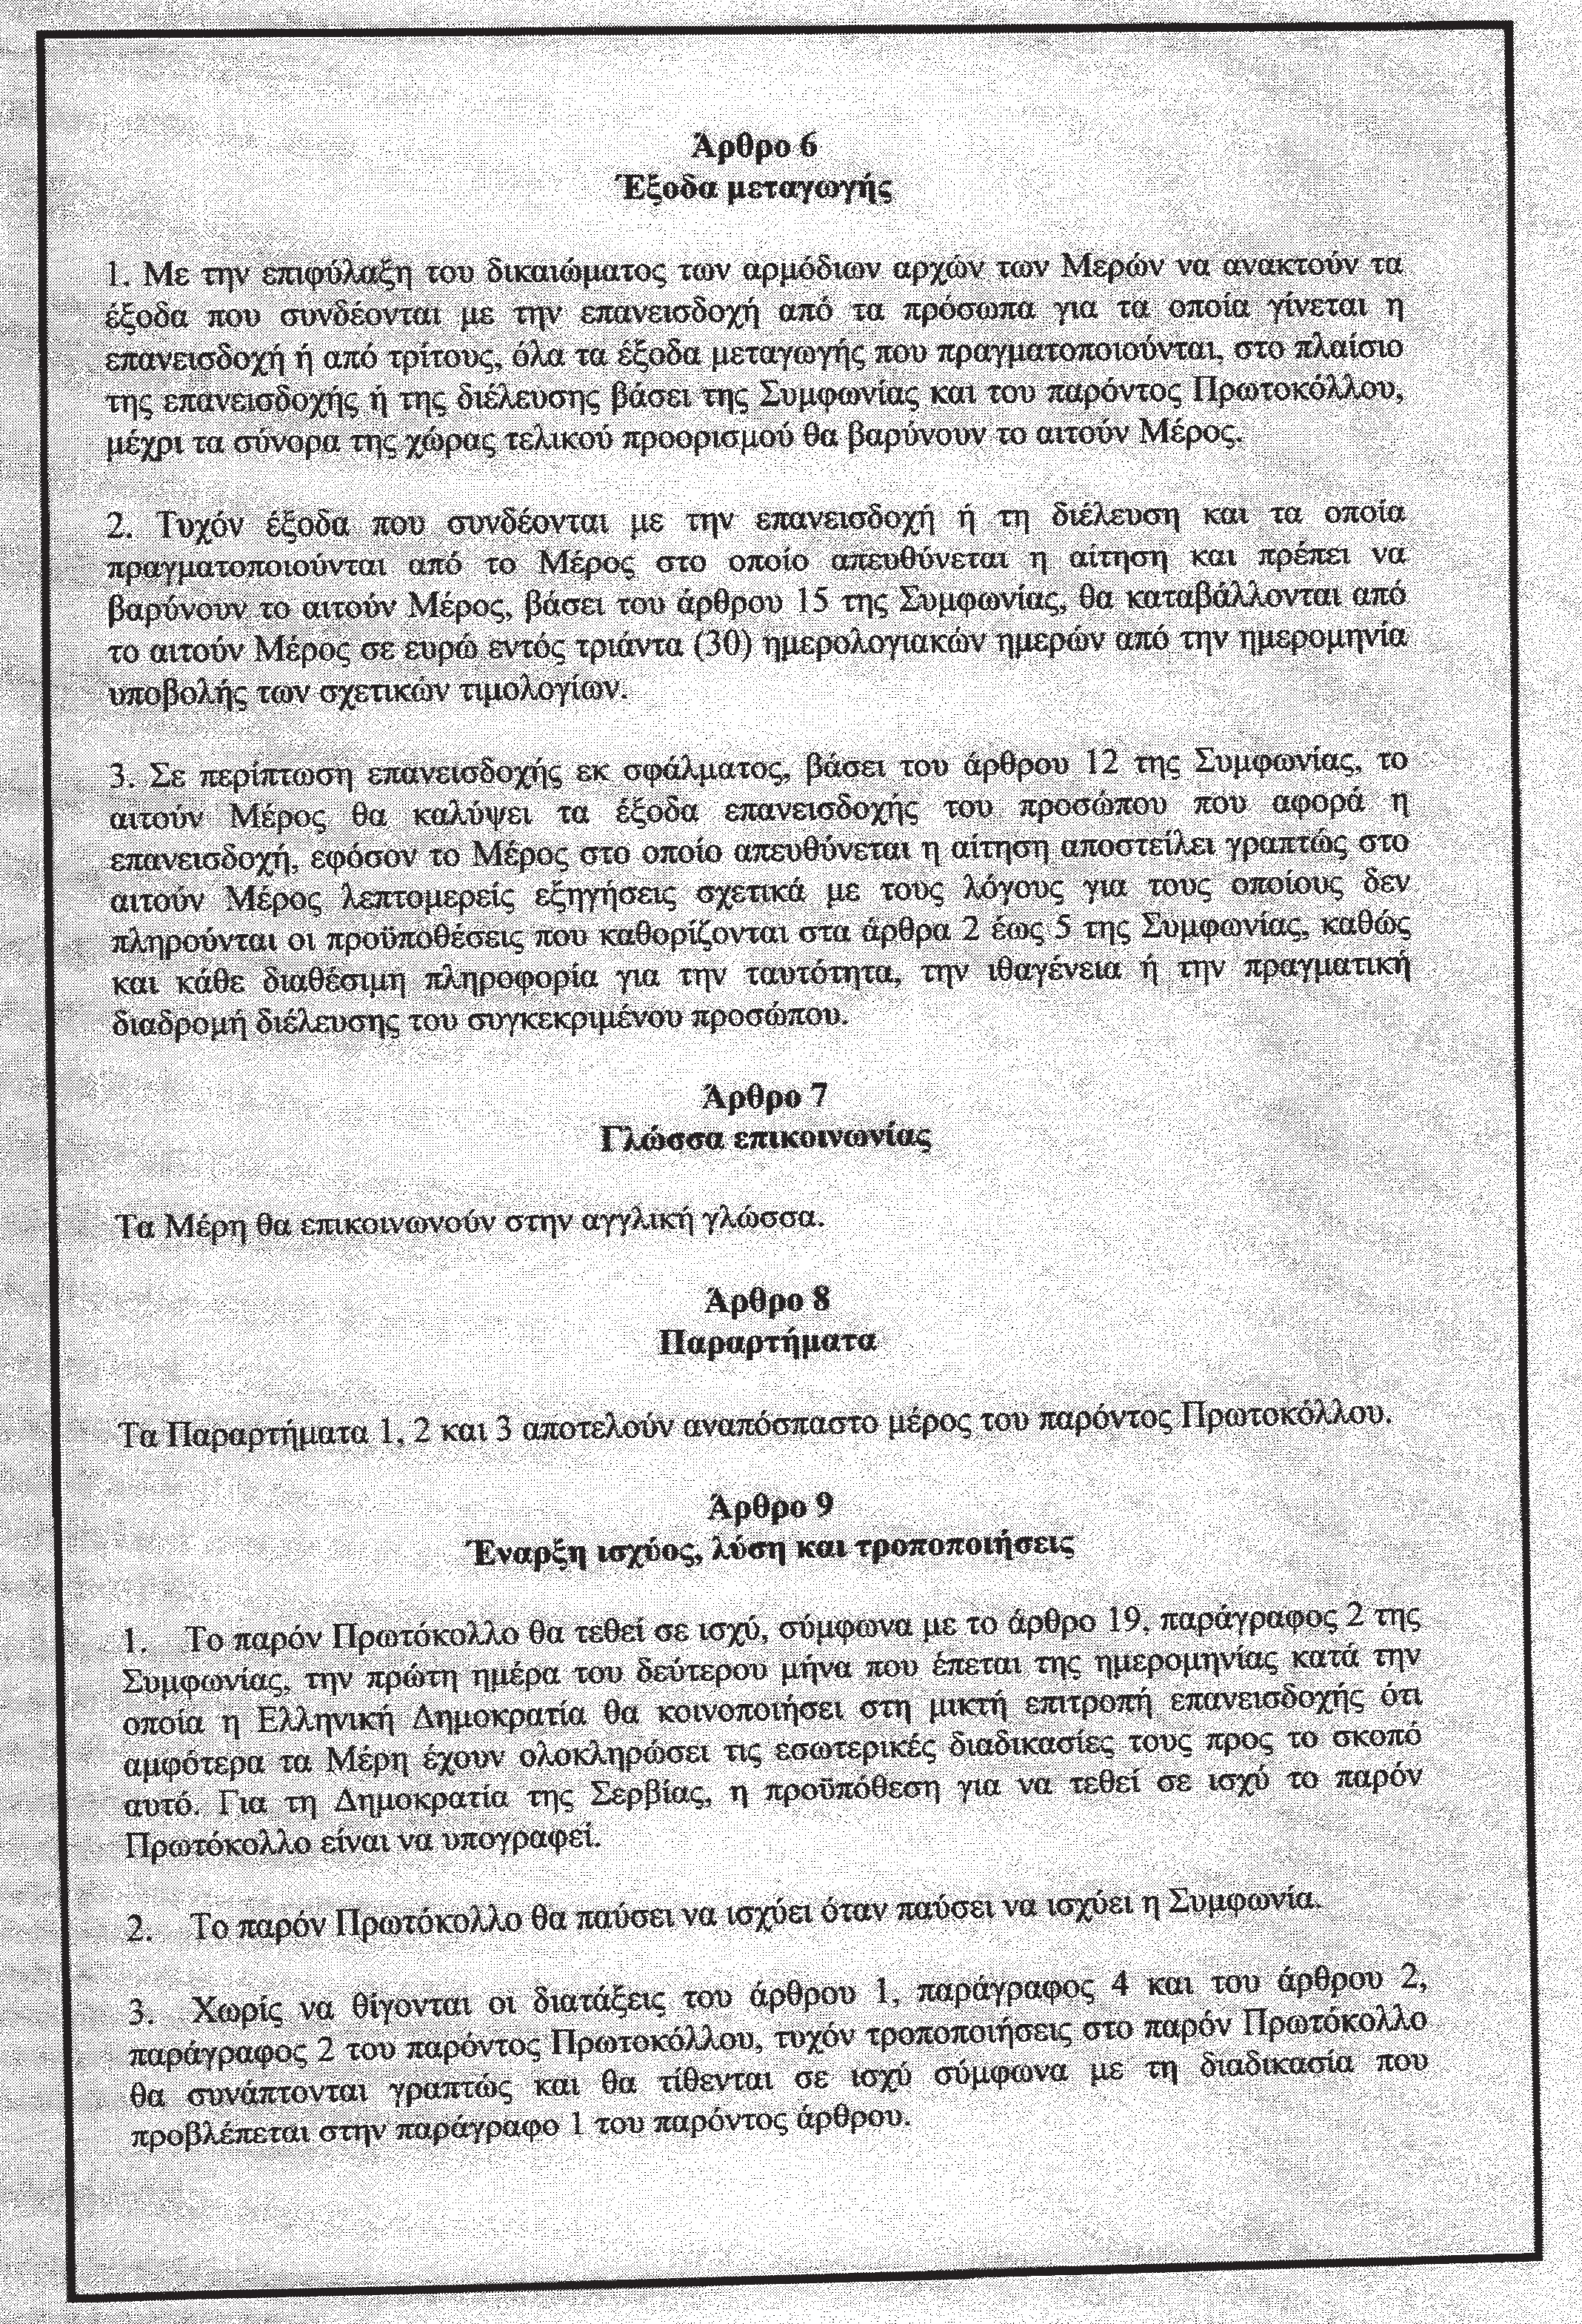 Άρθρο 6
Έξοδα μεταγωγής
1. Με την επιφύλαξη του δικαιώματος των αρμόδιων αρχών των Μερών να ανακτούν τα
έξοδα που συνδέονται με την επανεισδοχή από τα πρόσωπα για τα οποία γίνεται η
επανεισδοχή ή από τρίτους, όλα τα έξοδα μεταγωγής που πραγματοποιούνται, στο πλαίσιο
της επανεισδοχής ή της διέλευσης βάσει της Συμφωνίας και του παρόντος Πρωτοκόλλου,
μέχρι τα σύνορα της χώρας τελικού προορισμού θα βαρύνουν το αιτούν Μέρος.
2. Τυχόν έξοδα που συνδέονται με την επανεισδοχή ή τη διέλευση και τα οποία
πραγματοποιούνται από το Μέρος στο οποίο απευθύνεται η αίτηση και πρέπει να
βαρύνουν το αιτούν Μέρος, βάσει του άρθρου 15 της Συμφωνίας, θα καταβάλλονται από
το αιτούν Μέρος σε ευρώ εντός τριάντα (30) ημερολογιακών ημερών από την ημερομηνία
υποβολής των σχετικών τιμολογίων.
3. Σε περίπτωση επανεισδοχής εκ σφάλματος, βάσει του άρθρου 12 της Συμφωνίας, το
αιτούν Μέρος θα καλύψει τα έξοδα επανεισδοχής του προσώπου που αφορά η
επανεισδοχή, εφόσον το Μέρος στο οποίο απευθύνεται η αίτηση αποστείλει γραπτώς στο
αιτούν Μέρος λεπτομερείς εξηγήσεις σχετικά με τους λόγους για τους οποίους δεν
πληρούνται οι προϋποθέσεις που καθορίζονται στα άρθρα 2 έως 5 της Συμφωνίας, καθώς
και κάθε διαθέσιμη πληροφορία για την ταυτότητα, την ιθαγένεια ή την πραγματική
διαδρομή διέλευσης του συγκεκριμένου προσώπου.
Άρθρο 7
Γλώσσα επικοινωνίας
Τα Μέρη θα επικοινωνούν στην αγγλική γλώσσα.
Άρθρο 8
Παραρτήματα
Τα Παραρτήματα 1, 2 και 3 αποτελούν αναπόσπαστο μέρος του παρόντος Πρωτοκόλλου.
Άρθρο 9
Έναρξη ισχύος, λύση και τροποποιήσεις
1. Το παρόν Πρωτόκολλο θα τεθεί σε ισχύ, σύμφωνα με το άρθρο 19, παράγραφος 2 της
Συμφωνίας, την πρώτη ημέρα του δεύτερου μήνα που έπεται της ημερομηνίας κατά την
οποία η Ελληνική Δημοκρατία θα κοινοποιήσει στη μικτή επιτροπή επανεισδοχής ότι
αμφότερα τα Μέρη έχουν ολοκληρώσει τις εσωτερικές διαδικασίες τους προς το σκοπό
αυτό. Για τη Δημοκρατία της Σερβίας, η προϋπόθεση για να τεθεί σε ισχύ το παρόν
Πρωτόκολλο είναι να υπογραφεί.
2. Το παρόν Πρωτόκολλο θα παύσει να ισχύει όταν παύσει να ισχύει η Συμφωνία.
3. Χωρίς να θίγονται οι διατάξεις του άρθρου 1, παράγραφος 4 και του άρθρου 2,
παράγραφος 2 του παρόντος Πρωτοκόλλου, τυχόν τροποποιήσεις στο παρόν Πρωτόκολλο
θα συνάπτονται γραπτώς και θα τίθενται σε ισχύ σύμφωνα με τη διαδικασία που
προβλέπεται στην παράγραφο 1 του παρόντος άρθρου.